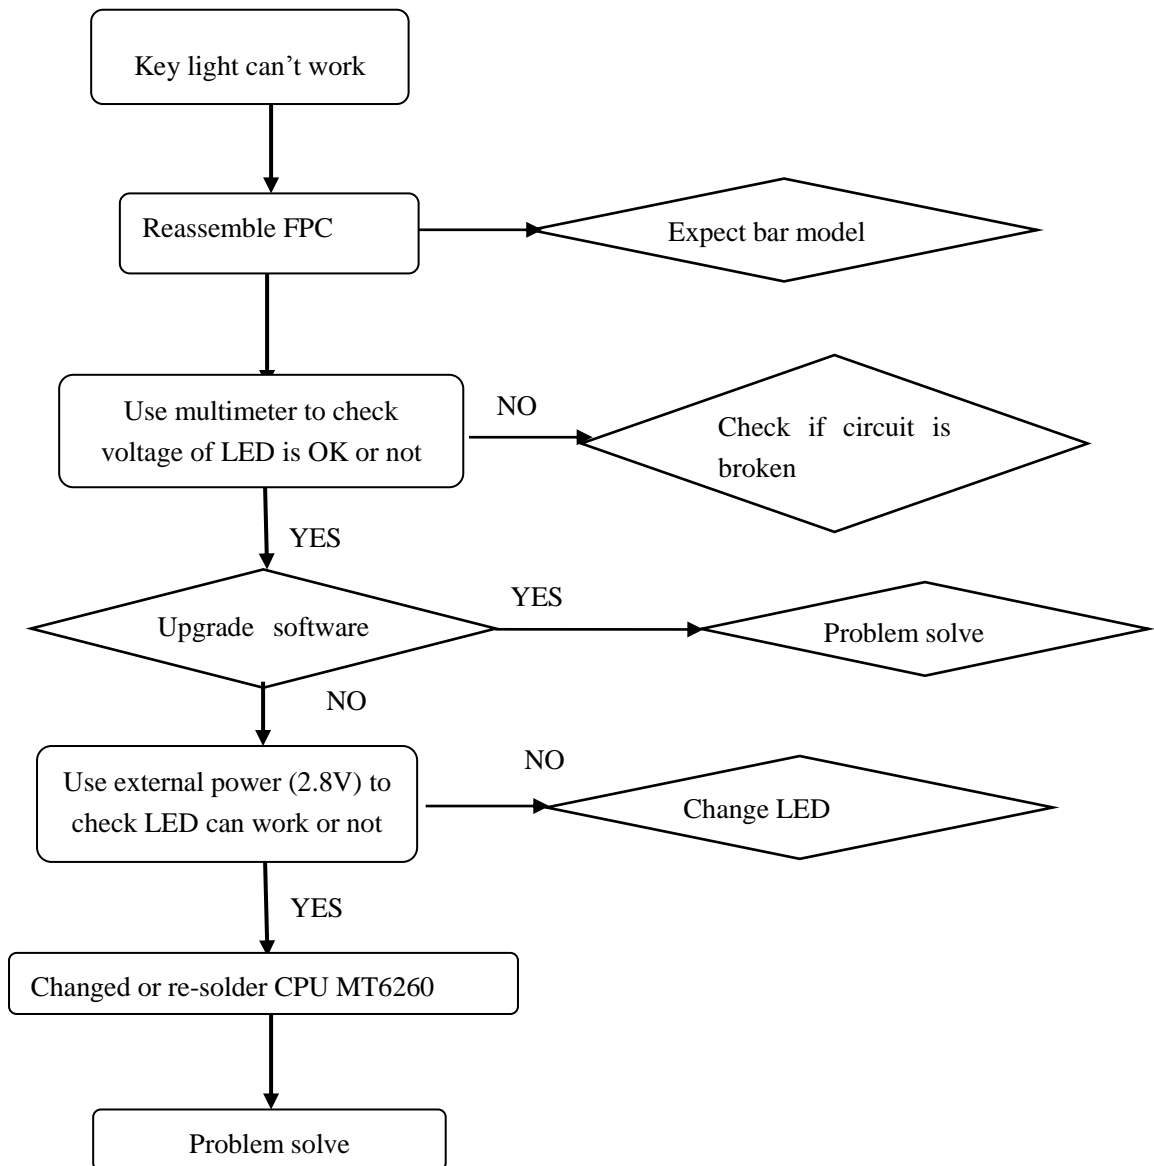 Key light can’t work
Reassemble FPC
Expect bar model
Use multimeter to check
voltage of LED is OK or not
NO
Check if circuit is
broken
YES
Upgrade software
YES
Problem solve
NO
Use external power (2.8V) to
check LED can work or not
NO
Change LED
YES
Changed or re-solder CPU MT6260
Problem solve